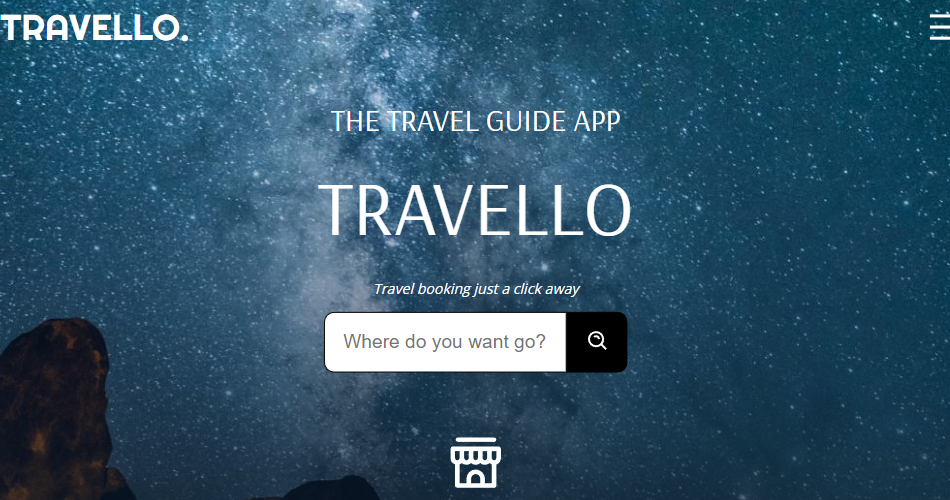 TRAVELLO.
THE TRAVEL GUIDE APP
TRAVELLO
Travel booking just a click away
Where do you want go?